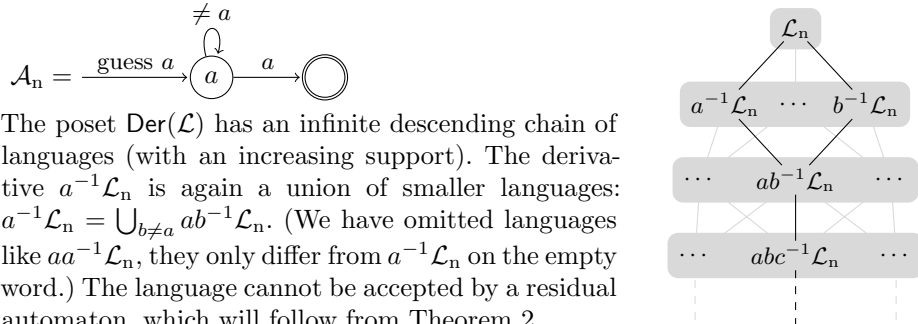 ≠ a
𝒜ₙ = guess a a a
The poset Der(ℒ) has an infinite descending chain of
languages (with an increasing support). The deriva-
tive a⁻¹ℒₙ is again a union of smaller languages:
a⁻¹ℒₙ = ⋃_{b≠a} ab⁻¹ℒₙ. (We have omitted languages
like aa⁻¹ℒₙ, they only differ from a⁻¹ℒₙ on the empty
word.) The language cannot be accepted by a residual
automaton, which will follow from Theorem 2.
ℒₙ
a⁻¹ℒₙ ⋯ b⁻¹ℒₙ
⋯ ab⁻¹ℒₙ ⋯
⋯ abc⁻¹ℒₙ ⋯